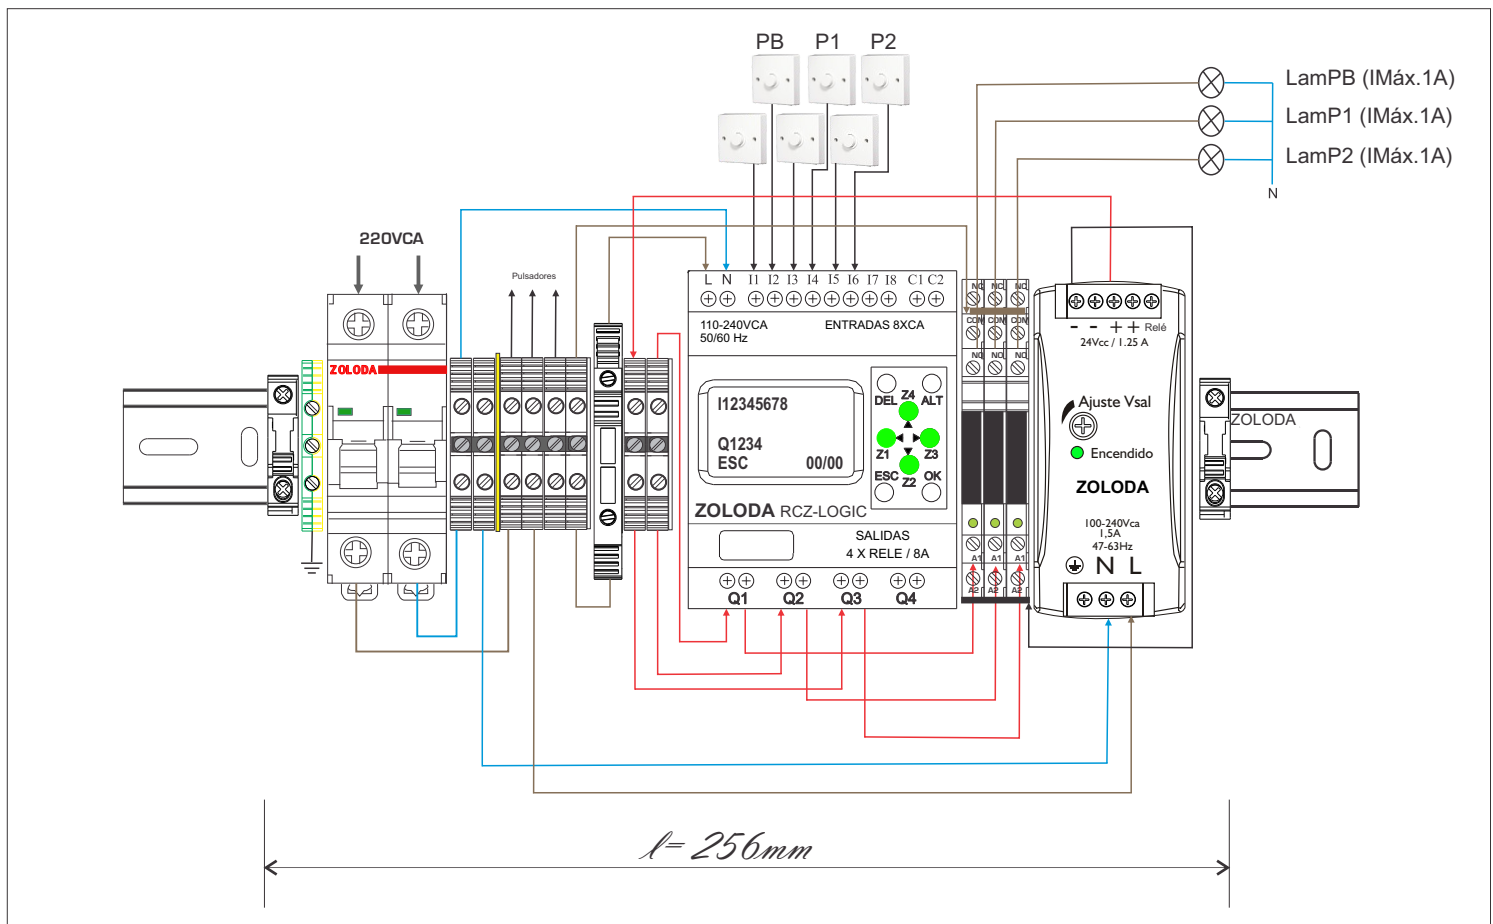 PB P1 P2
LamPB (IMáx.1A)
LamP1 (IMáx.1A)
LamP2 (IMáx.1A)
N
220VCA
Pulsadores
L N I1 I2 I3 I4 I5 I6 I7 I8 C1 C2
110-240VCA
50/60 Hz
ENTRADAS 8XCA
I12345678
Q1234
ESC 00/00
DEL Z4 ALT
Z1 Z3
ESC Z2 OK
ZOLODA RCZ-LOGIC
SALIDAS
4 X RELE / 8A
Q1 Q2 Q3 Q4
ZOLODA
NO NO NO
COM COM COM
NO NO NO
A1 A1 A1
A2 A2 A2
- - + + Relé
24Vcc / 1.25 A
Ajuste Vsal
Encendido
ZOLODA
100-240Vca
1,5A
47-63Hz
N L
ZOLODA
l= 256mm